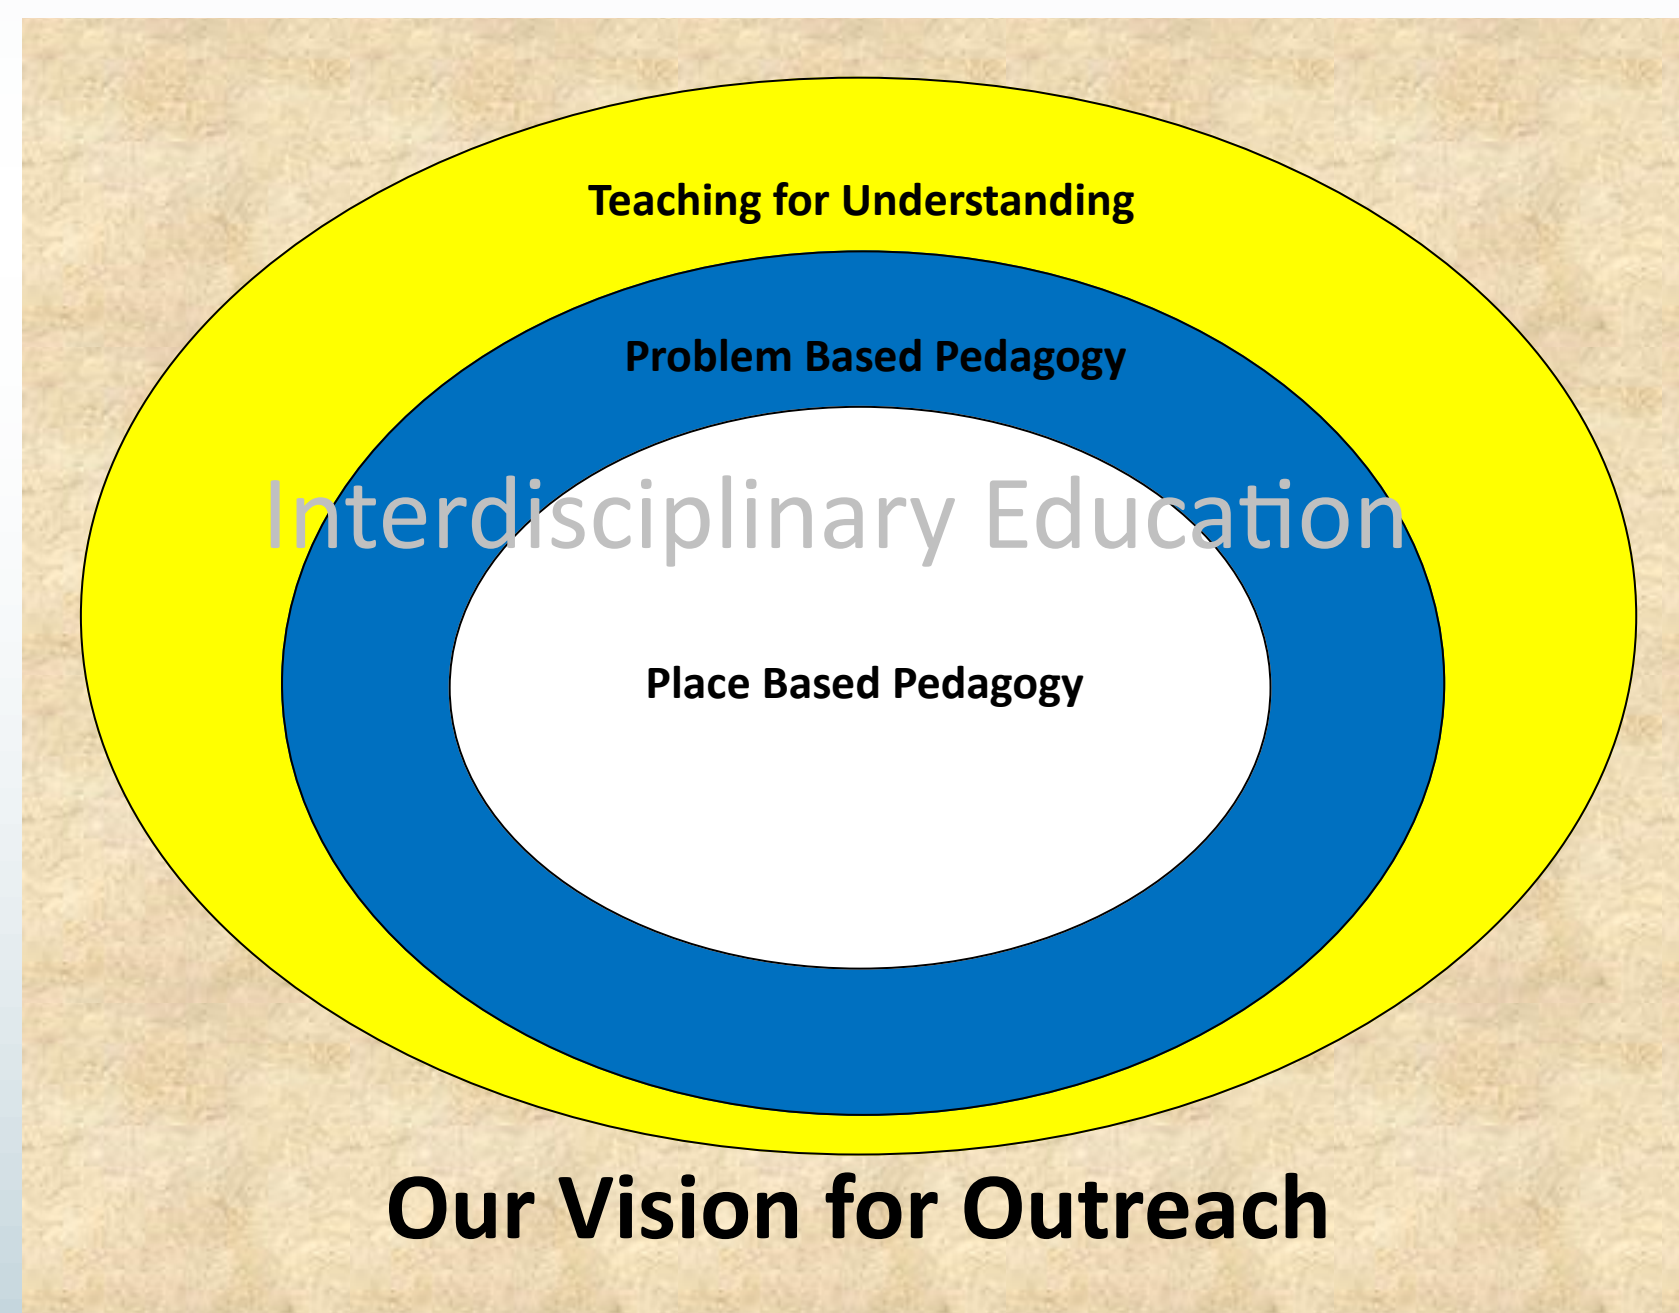 Teaching for Understanding
Problem Based Pedagogy
Interdisciplinary Education
Place Based Pedagogy
Our Vision for Outreach